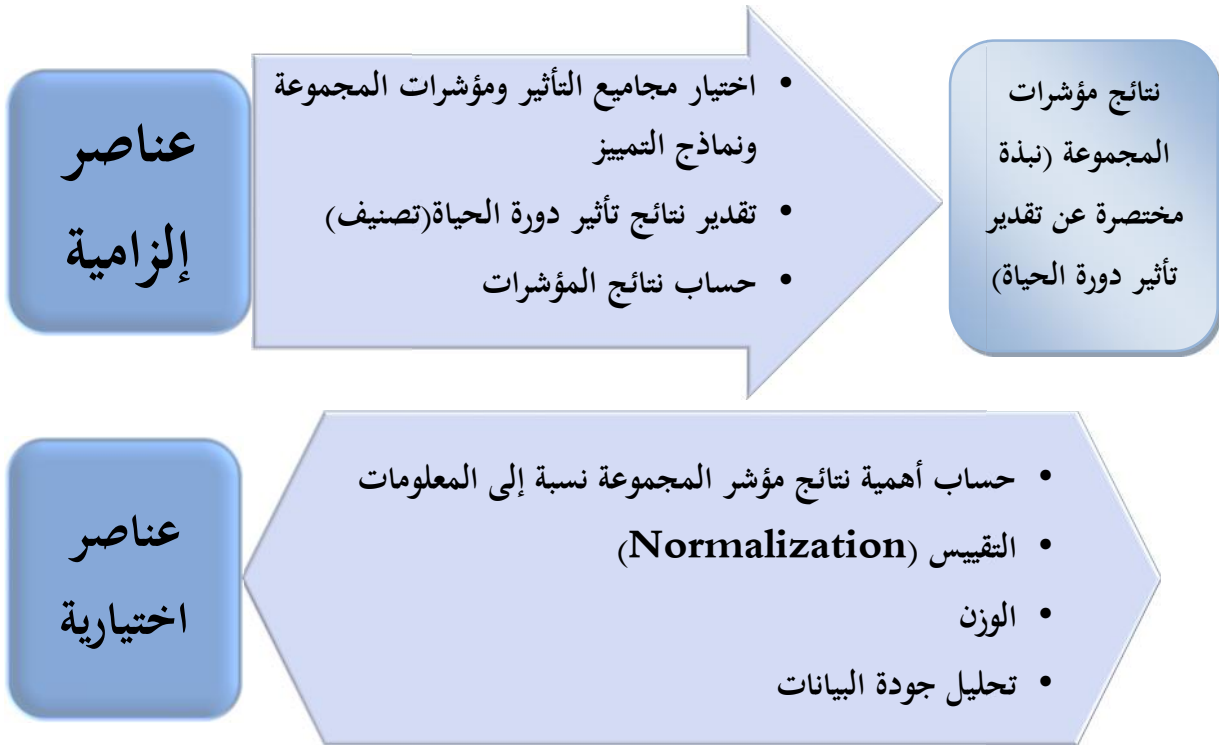 عناصر
إلزامية
• اختيار مجاميع التأثير ومؤشرات المجموعة
ونماذج التمييز
• تقدير نتائج تأثير دورة الحياة(تصنيف)
• حساب نتائج المؤشرات
نتائج مؤشرات
المجموعة (نبذة
مختصرة عن تقدير
تأثير دورة الحياة)
عناصر
اختيارية
• حساب أهمية نتائج مؤشر المجموعة نسبة إلى المعلومات
• التقييس (Normalization)
• الوزن
• تحليل جودة البيانات